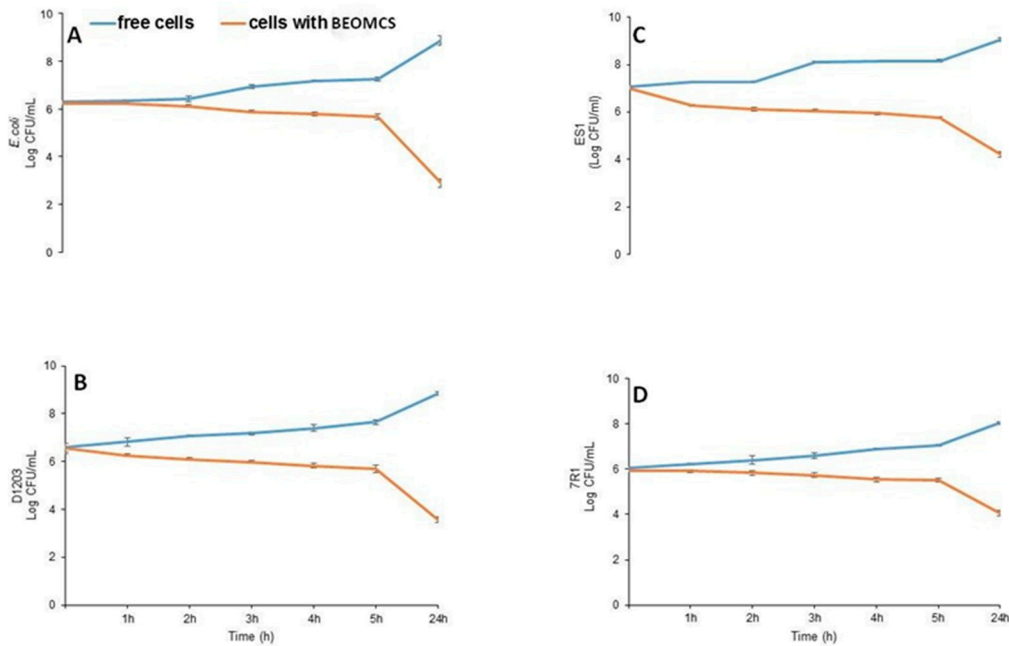 A
free cells
cells with BEOMCS
10
8
6
4
2
0
E.coli
Log CFU/mL
C
10
8
6
4
2
0
ES1
(Log CFU/ml)
B
10
8
6
4
2
0
D1203
Log CFU/mL
1h 2h 3h 4h 5h 24h
Time (h)
D
10
8
6
4
2
0
7R1
Log CFU/mL
1h 2h 3h 4h 5h 24h
Time (h)